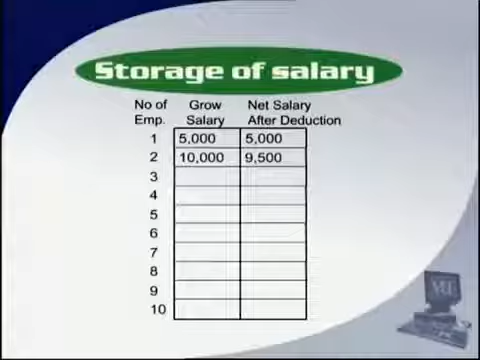 Storage of salary
No of Emp. Grow Salary Net Salary After Deduction
1 5,000 5,000
2 10,000 9,500
3
4
5
6
7
8
9
10
VU